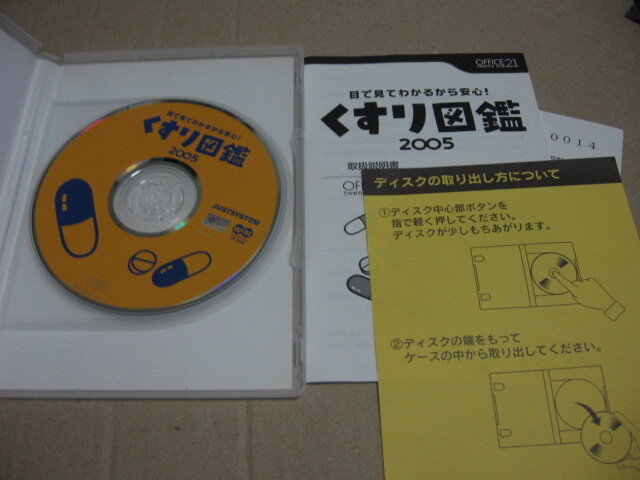 目で見てわかるから安心!
くすり図鑑
2005
JUSTSYSTEM
OFFICE21
目で見てわかるから安心!
くすり図鑑
2005
取扱説明書
0014
ディスクの取り出し方について
①ディスク中心部ボタンを
指で軽く押してください。
ディスクが少しもちあがります。
②ディスクの端をもって
ケースの中から取り出してください。